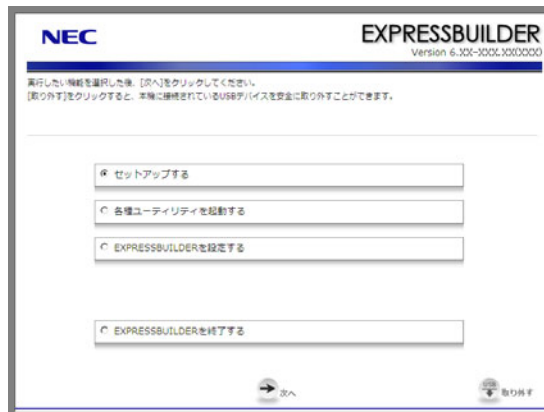 NEC
EXPRESSBUILDER
Version 6.XX-XXX.XX(XXXX)
実行したい機能を選択した後、[次へ]をクリックしてください。
[取り外す]をクリックすると、本機に接続されているUSBデバイスを安全に取り外すことができます。
セットアップする
各種ユーティリティを起動する
EXPRESSBUILDERを設定する
EXPRESSBUILDERを終了する
次へ
取り外す